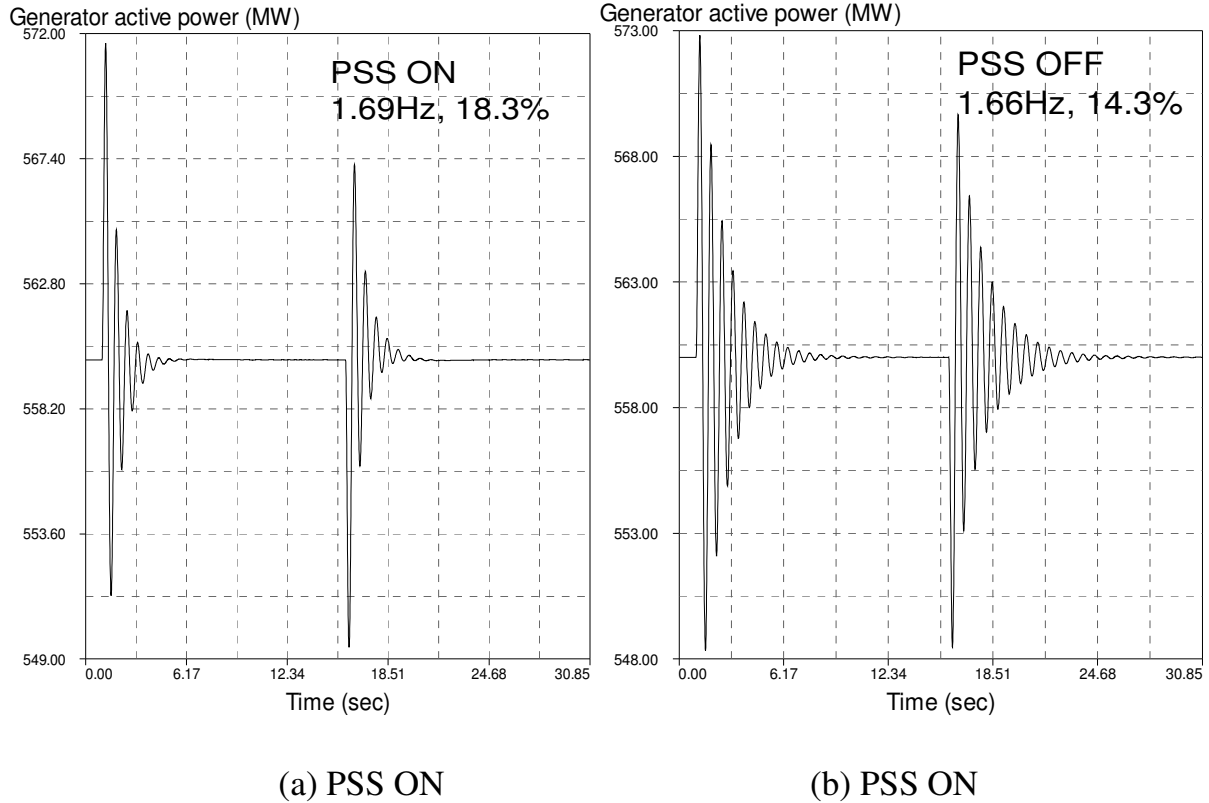 Generator active power (MW)
572.00
567.40
562.80
558.20
553.60
549.00
PSS ON
1.69Hz, 18.3%
0.00 6.17 12.34 18.51 24.68 30.85
Time (sec)
(a) PSS ON
Generator active power (MW)
573.00
568.00
563.00
558.00
553.00
548.00
PSS OFF
1.66Hz, 14.3%
0.00 6.17 12.34 18.51 24.68 30.85
Time (sec)
(b) PSS ON